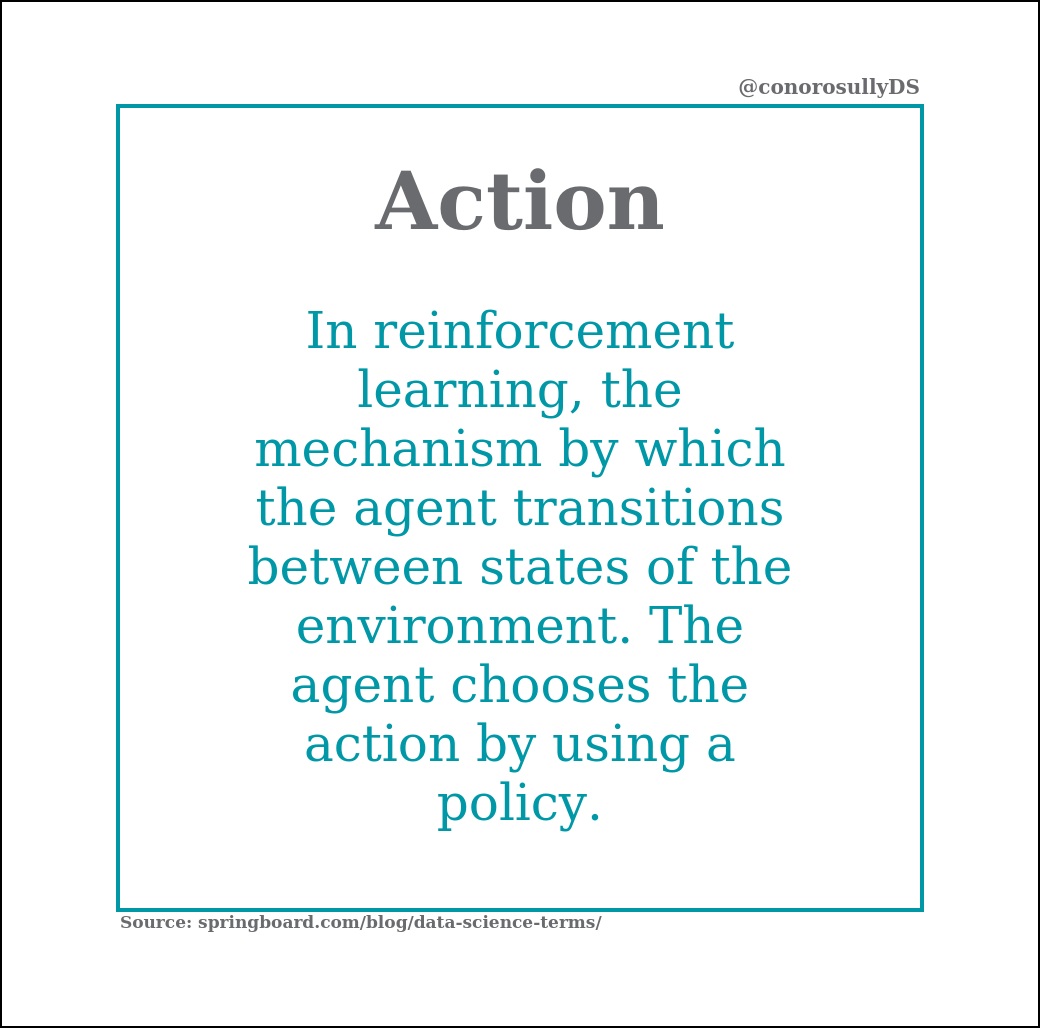 @conorosullyDS
Action
In reinforcement
learning, the
mechanism by which
the agent transitions
between states of the
environment. The
agent chooses the
action by using a
policy.
Source: springboard.com/blog/data-science-terms/